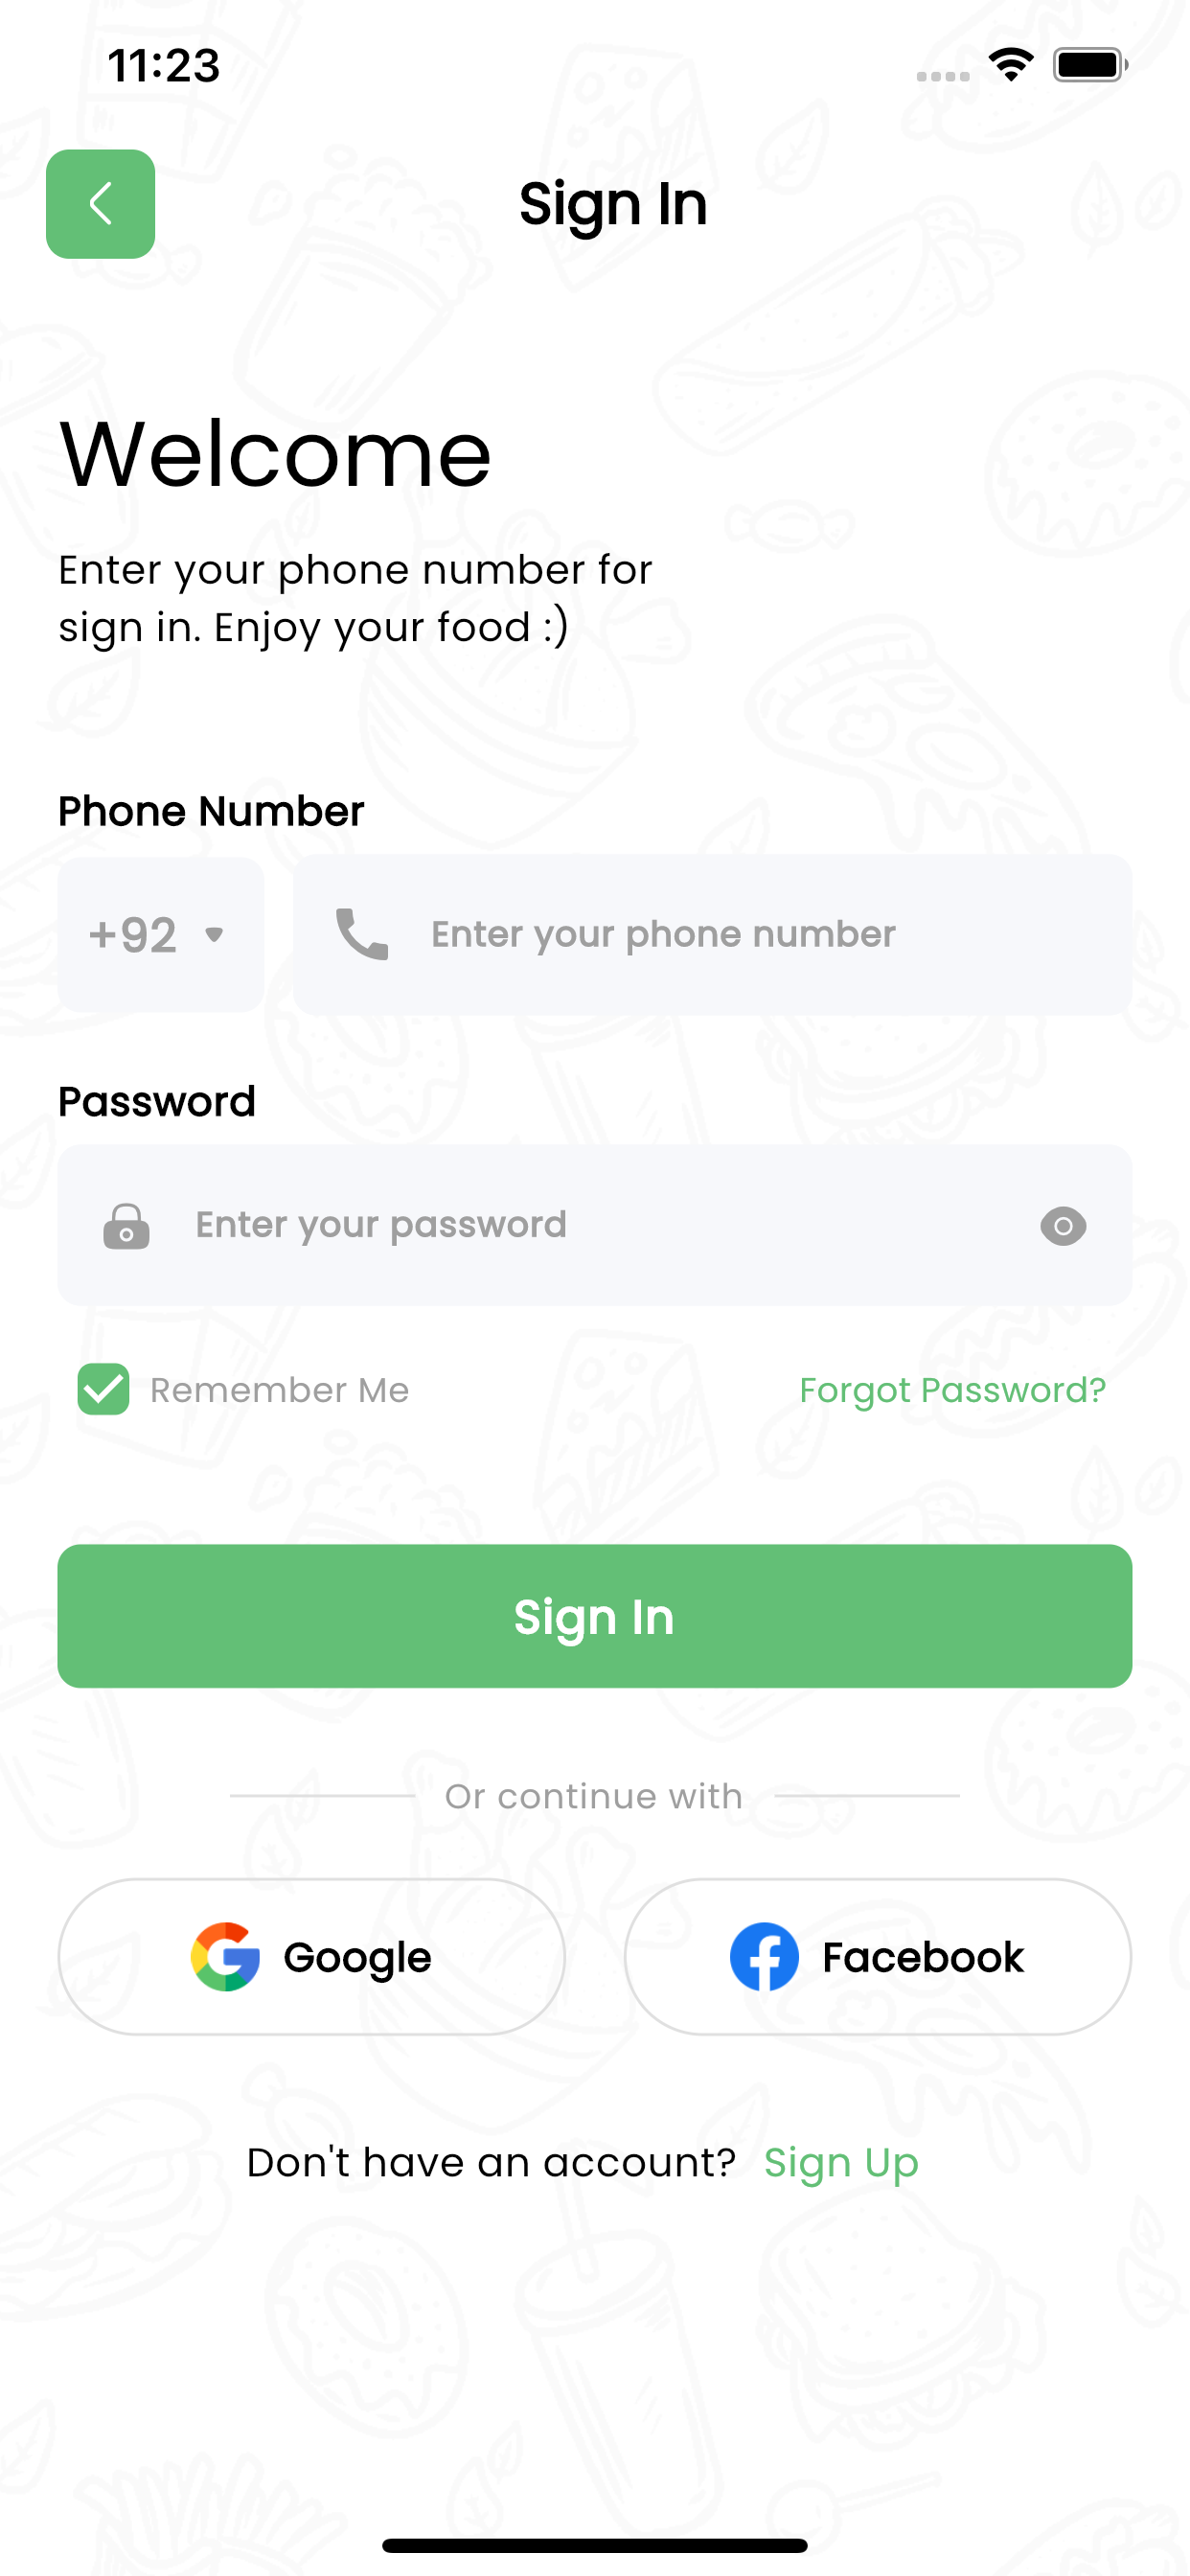 11:23
Sign In
Welcome
Enter your phone number for
sign in. Enjoy your food :)
Phone Number
+92
Enter your phone number
Password
Enter your password
Remember Me
Forgot Password?
Sign In
Or continue with
Google
Facebook
Don't have an account? Sign Up